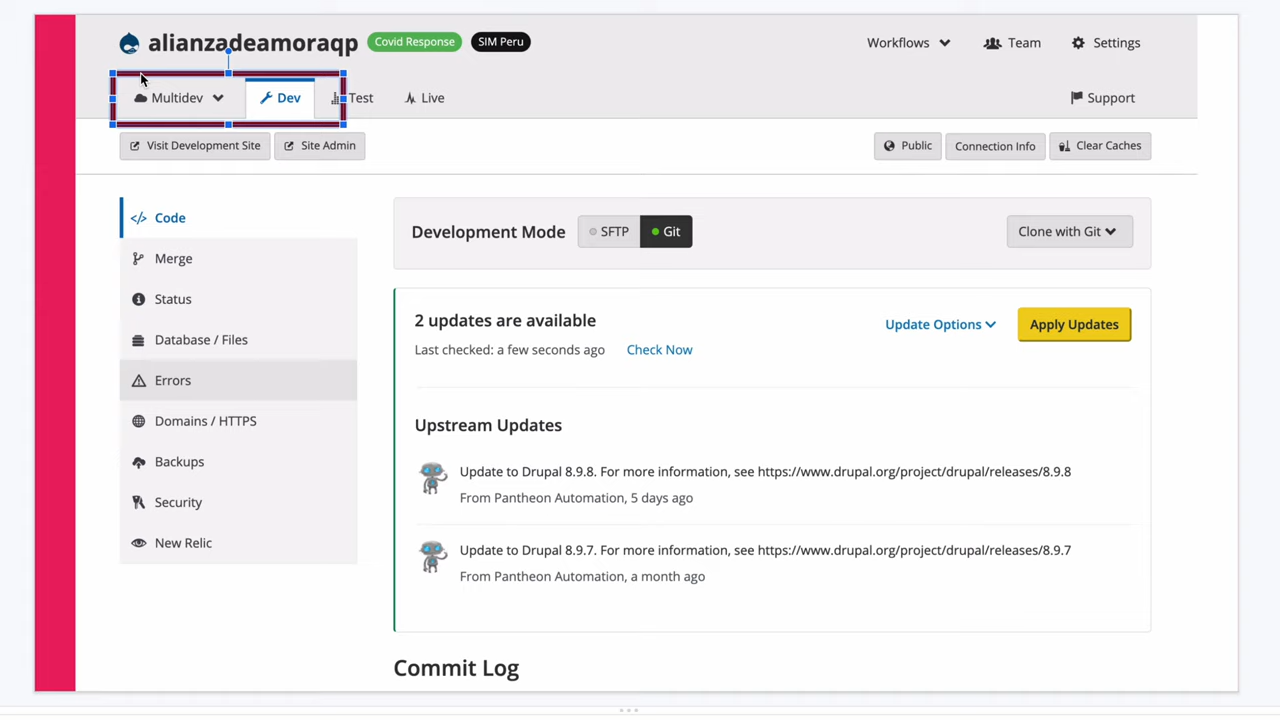 alianzadeamoraqp Covid Response SIM Peru Workflows Team Settings
Multidev Dev Test Live Support
Visit Development Site Site Admin Public Connection Info Clear Caches
Code
Merge
Status
Database / Files
Errors
Domains / HTTPS
Backups
Security
New Relic
Development Mode SFTP Git Clone with Git
2 updates are available Update Options Apply Updates
Last checked: a few seconds ago Check Now
Upstream Updates
Update to Drupal 8.9.8. For more information, see https://www.drupal.org/project/drupal/releases/8.9.8
From Pantheon Automation, 5 days ago
Update to Drupal 8.9.7. For more information, see https://www.drupal.org/project/drupal/releases/8.9.7
From Pantheon Automation, a month ago
Commit Log